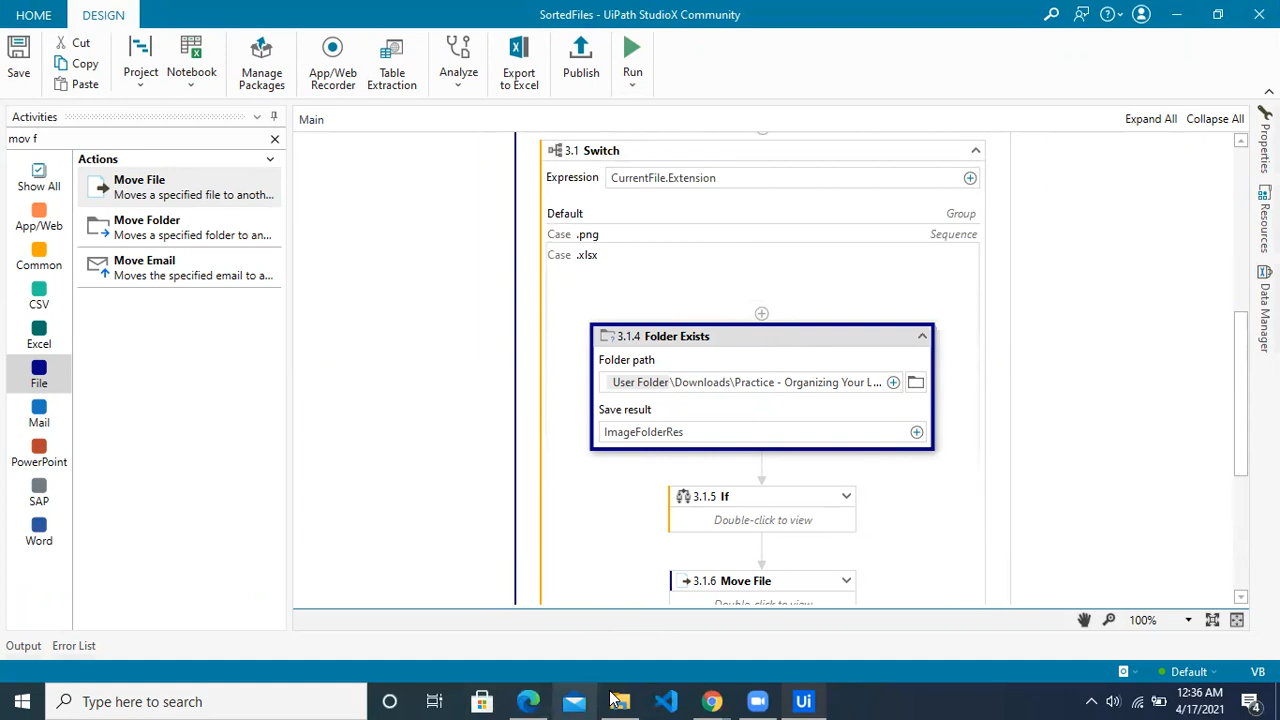 HOME
DESIGN
SortedFiles - UiPath StudioX Community
Save
Cut
Copy
Paste
Project
Notebook
Manage
Packages
App/Web
Recorder
Table
Extraction
Analyze
Export
to Excel
Publish
Run
Activities
mov f
Show All
App/Web
Common
CSV
Excel
File
Mail
PowerPoint
SAP
Word
Actions
Move File
Moves a specified file to anoth...
Move Folder
Moves a specified folder to an...
Move Email
Moves the specified email to a...
Main
Expand All
Collapse All
3.1 Switch
Expression
CurrentFile.Extension
Default
Group
Case .png
Sequence
Case .xlsx
3.1.4 Folder Exists
Folder path
User Folder\Downloads\Practice - Organizing Your L...
Save result
ImageFolderRes
3.1.5 If
Double-click to view
3.1.6 Move File
Double-click to view
Properties
Resources
Data Manager
100%
Output
Error List
Default
VB
Type here to search
Ui
12:36 AM
4/17/2021
4